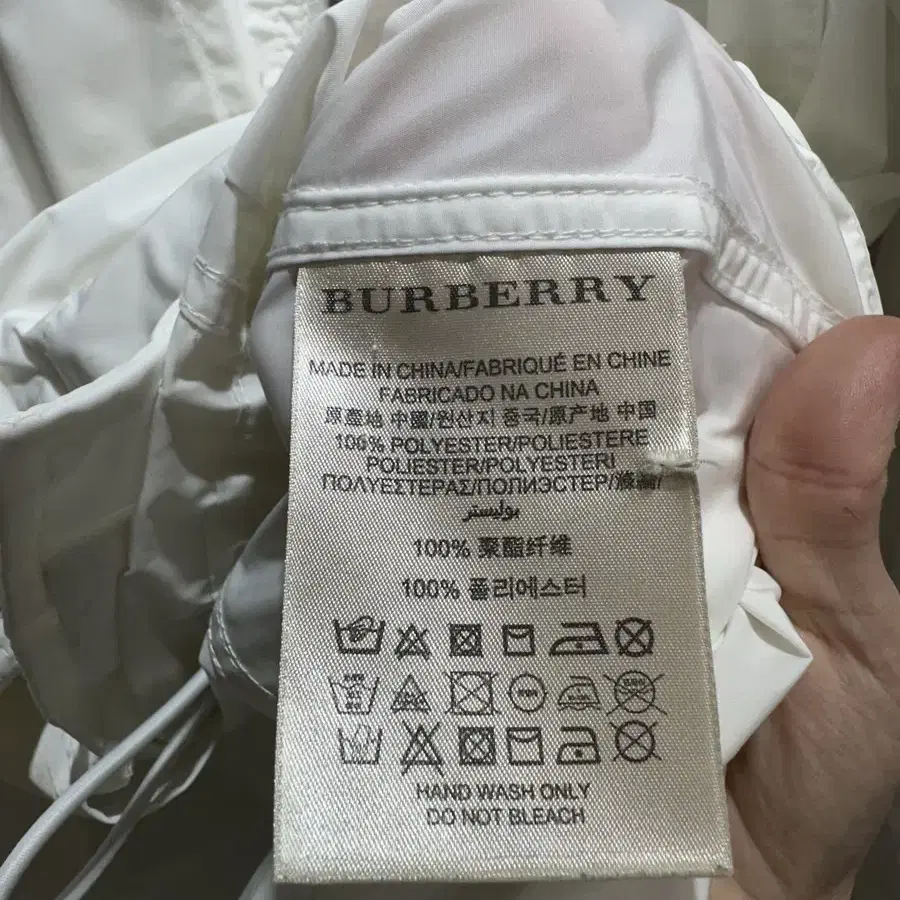 BURBERRY
MADE IN CHINA/FABRIQUÉ EN CHINE
FABRICADO NA CHINA
原產地 中國/원산지 중국/原产地 中国
100% POLYESTER/POLIESTERE
POLIESTER/POLYESTERI
ΠΟΛΥΕΣΤΕΡΑΣ/ПОЛИЭСТЕР/
بوليستر
100% 聚酯纤维
100% 폴리에스터
HAND WASH ONLY
DO NOT BLEACH